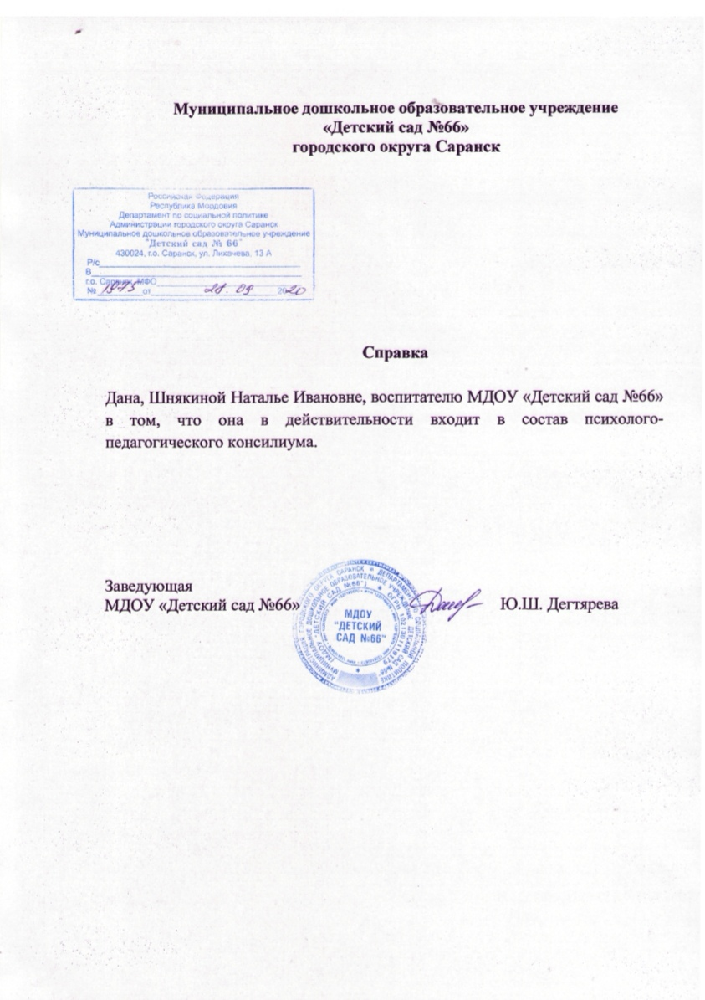 Муниципальное дошкольное образовательное учреждение
«Детский сад №66»
городского округа Саранск
Российская Федерация
Республика Мордовия
Департамент по социальной политике
Администрации городского округа Саранск
Муниципальное дошкольное образовательное учреждение
"Детский сад № 66"
430024, г.о. Саранск, ул. Лихачева, 13 А
Р/с
В
г.о. Саранск, МФО
№ от 28.09 2020
Справка
Дана, Шнякиной Наталье Ивановне, воспитателю МДОУ «Детский сад №66»
в том, что она в действительности входит в состав психолого-
педагогического консилиума.
Заведующая
МДОУ «Детский сад №66»
Ю.Ш. Дегтярева
МДОУ
"ДЕТСКИЙ
САД №66"